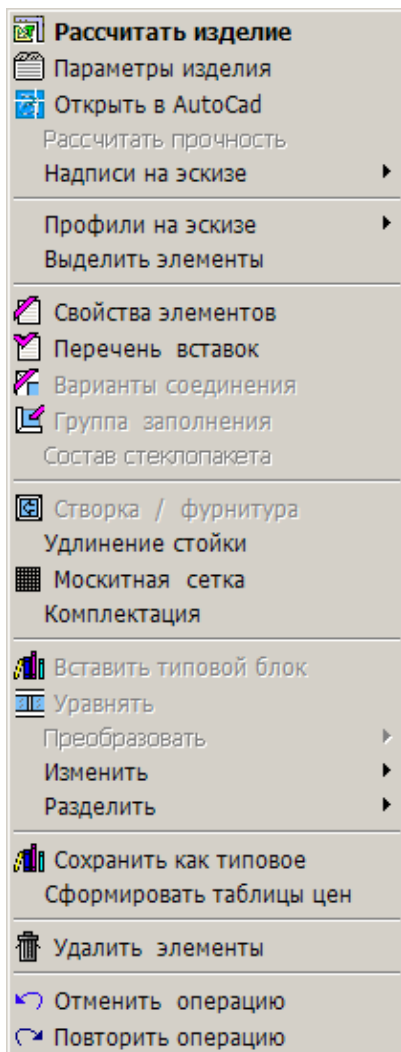 Рассчитать изделие
Параметры изделия
Открыть в AutoCad
Рассчитать прочность
Надписи на эскизе
Профили на эскизе
Выделить элементы
Свойства элементов
Перечень вставок
Варианты соединения
Группа заполнения
Состав стеклопакета
Створка / фурнитура
Удлинение стойки
Москитная сетка
Комплектация
Вставить типовой блок
Уравнять
Преобразовать
Изменить
Разделить
Сохранить как типовое
Сформировать таблицы цен
Удалить элементы
Отменить операцию
Повторить операцию